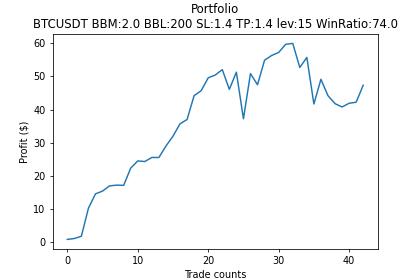 Portfolio
BTCUSDT BBM:2.0 BBL:200 SL:1.4 TP:1.4 lev:15 WinRatio:74.0
60
50
40
30
20
10
0
Profit ($)
0 10 20 30 40
Trade counts